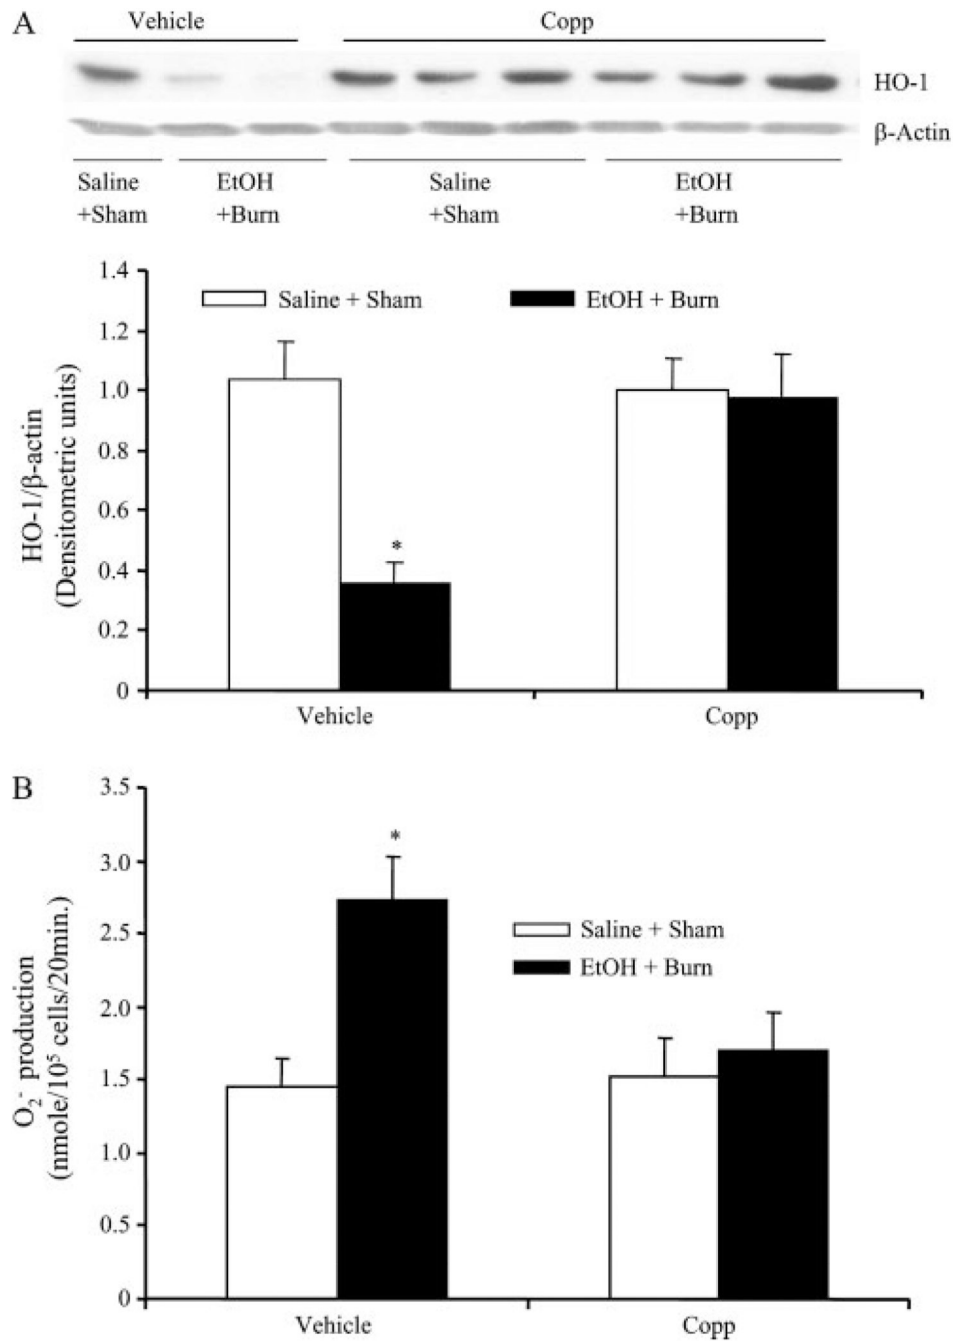 A
Vehicle
Copp
HO-1
β-Actin
Saline
+Sham
EtOH
+Burn
Saline
+Sham
EtOH
+Burn
HO-1/β-actin
(Densitometric units)
1.4
1.2
1.0
0.8
0.6
0.4
0.2
0
Saline + Sham
EtOH + Burn
*
Vehicle
Copp
B
O₂⁻ production
(nmole/10⁵ cells/20min.)
3.5
3.0
2.5
2.0
1.5
1.0
0.5
0
*
Saline + Sham
EtOH + Burn
Vehicle
Copp